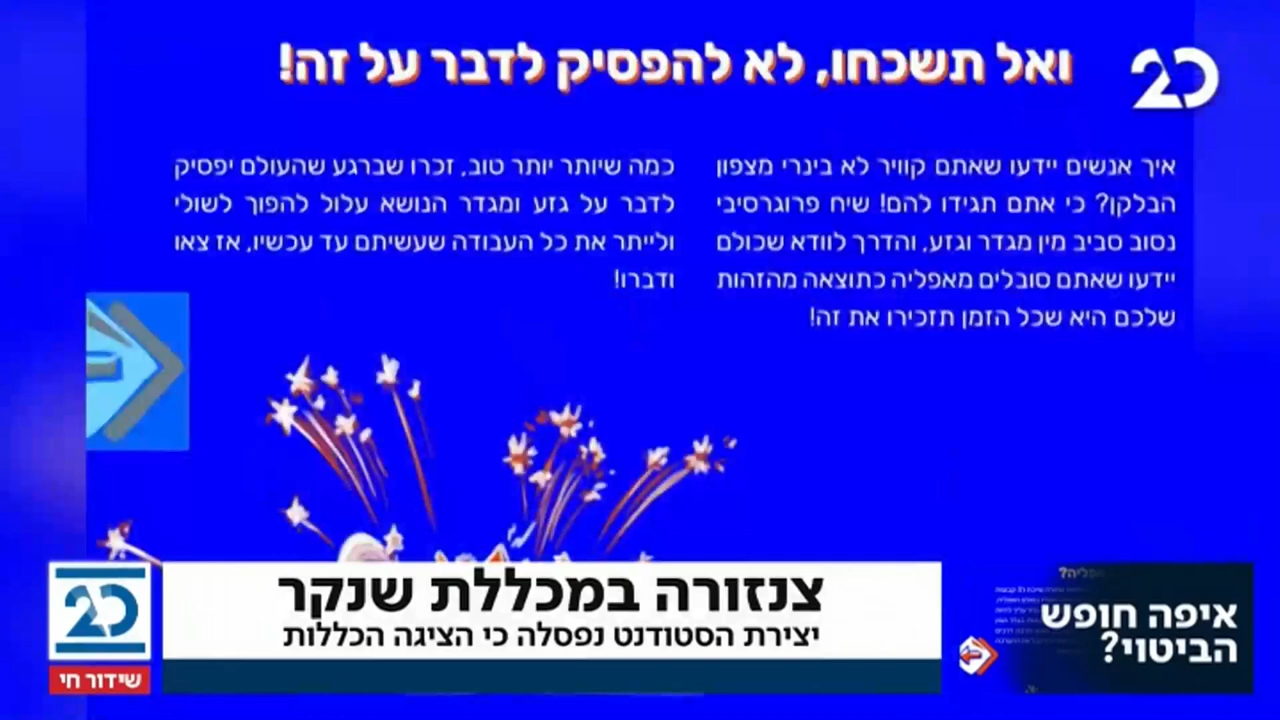 ואל תשכחו, לא להפסיק לדבר על זה!
20
איך אנשים יידעו שאתם קוויר לא בינרי מצפון
הבלקן? כי אתם תגידו להם! שיח פרוגרסיבי
נסוב סביב מין מגדר וגזע, והדרך לוודא שכולם
יידעו שאתם סובלים מאפליה כתוצאה מהזהות
שלכם היא שכל הזמן תזכירו את זה!
כמה שיותר יותר טוב, זכרו שברגע שהעולם יפסיק
לדבר על גזע ומגדר הנושא עלול להפוך לשולי
ולייתר את כל העבודה שעשיתם עד עכשיו, אז צאו
ודברו!
איפה חופש
הביטוי?
צנזורה במכללת שנקר
יצירת הסטודנט נפסלה כי הציגה הכללות
20
שידור חי